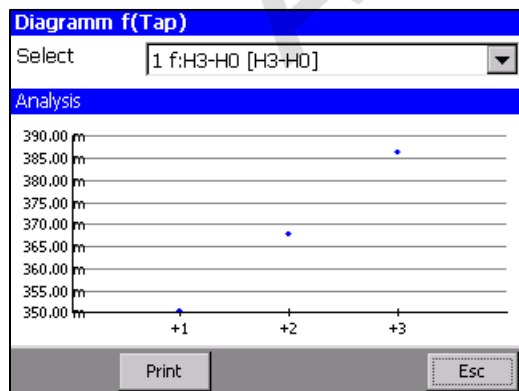 Diagramm f(Tap)
Select 1 f:H3-H0 [H3-H0]
Analysis
390.00 m
385.00 m
380.00 m
375.00 m
370.00 m
365.00 m
360.00 m
355.00 m
350.00 m
+1 +2 +3
Print Esc